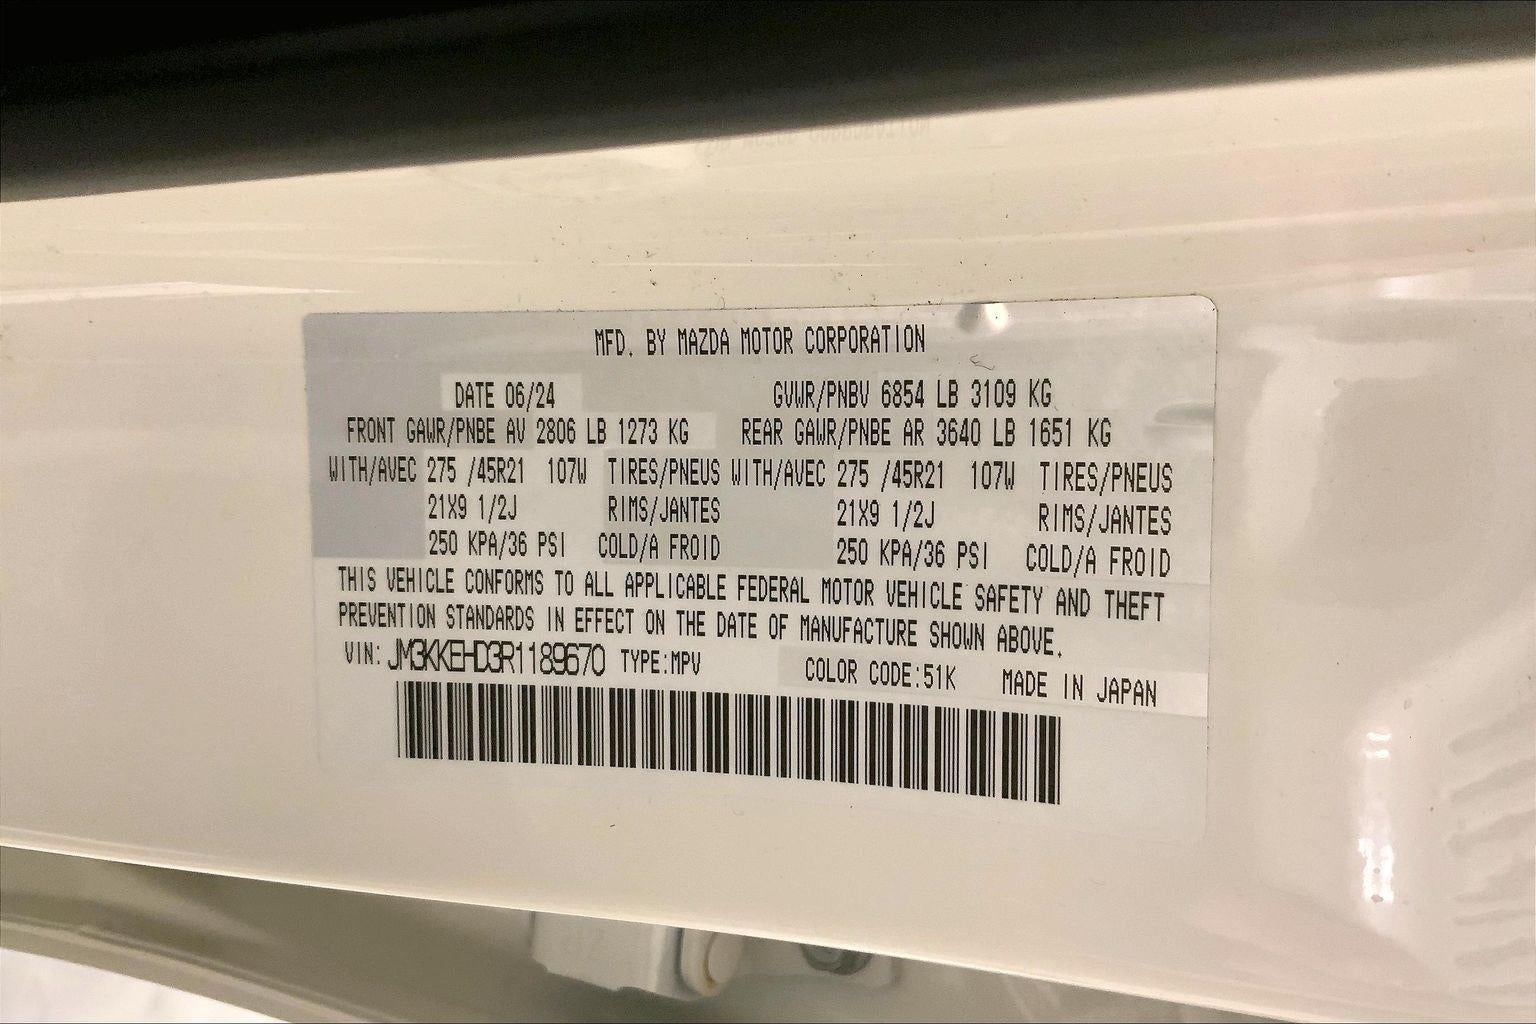 MFD. BY MAZDA MOTOR CORPORATION
DATE 06/24 GVWR/PNBV 6854 LB 3109 KG
FRONT GAWR/PNBE AV 2806 LB 1273 KG REAR GAWR/PNBE AR 3640 LB 1651 KG
WITH/AVEC 275 /45R21 107W TIRES/PNEUS WITH/AVEC 275 /45R21 107W TIRES/PNEUS
21X9 1/2J RIMS/JANTES 21X9 1/2J RIMS/JANTES
250 KPA/36 PSI COLD/A FROID 250 KPA/36 PSI COLD/A FROID
THIS VEHICLE CONFORMS TO ALL APPLICABLE FEDERAL MOTOR VEHICLE SAFETY AND THEFT
PREVENTION STANDARDS IN EFFECT ON THE DATE OF MANUFACTURE SHOWN ABOVE.
VIN: JM3KKEHD3R1189670 TYPE:MPV COLOR CODE:51K MADE IN JAPAN